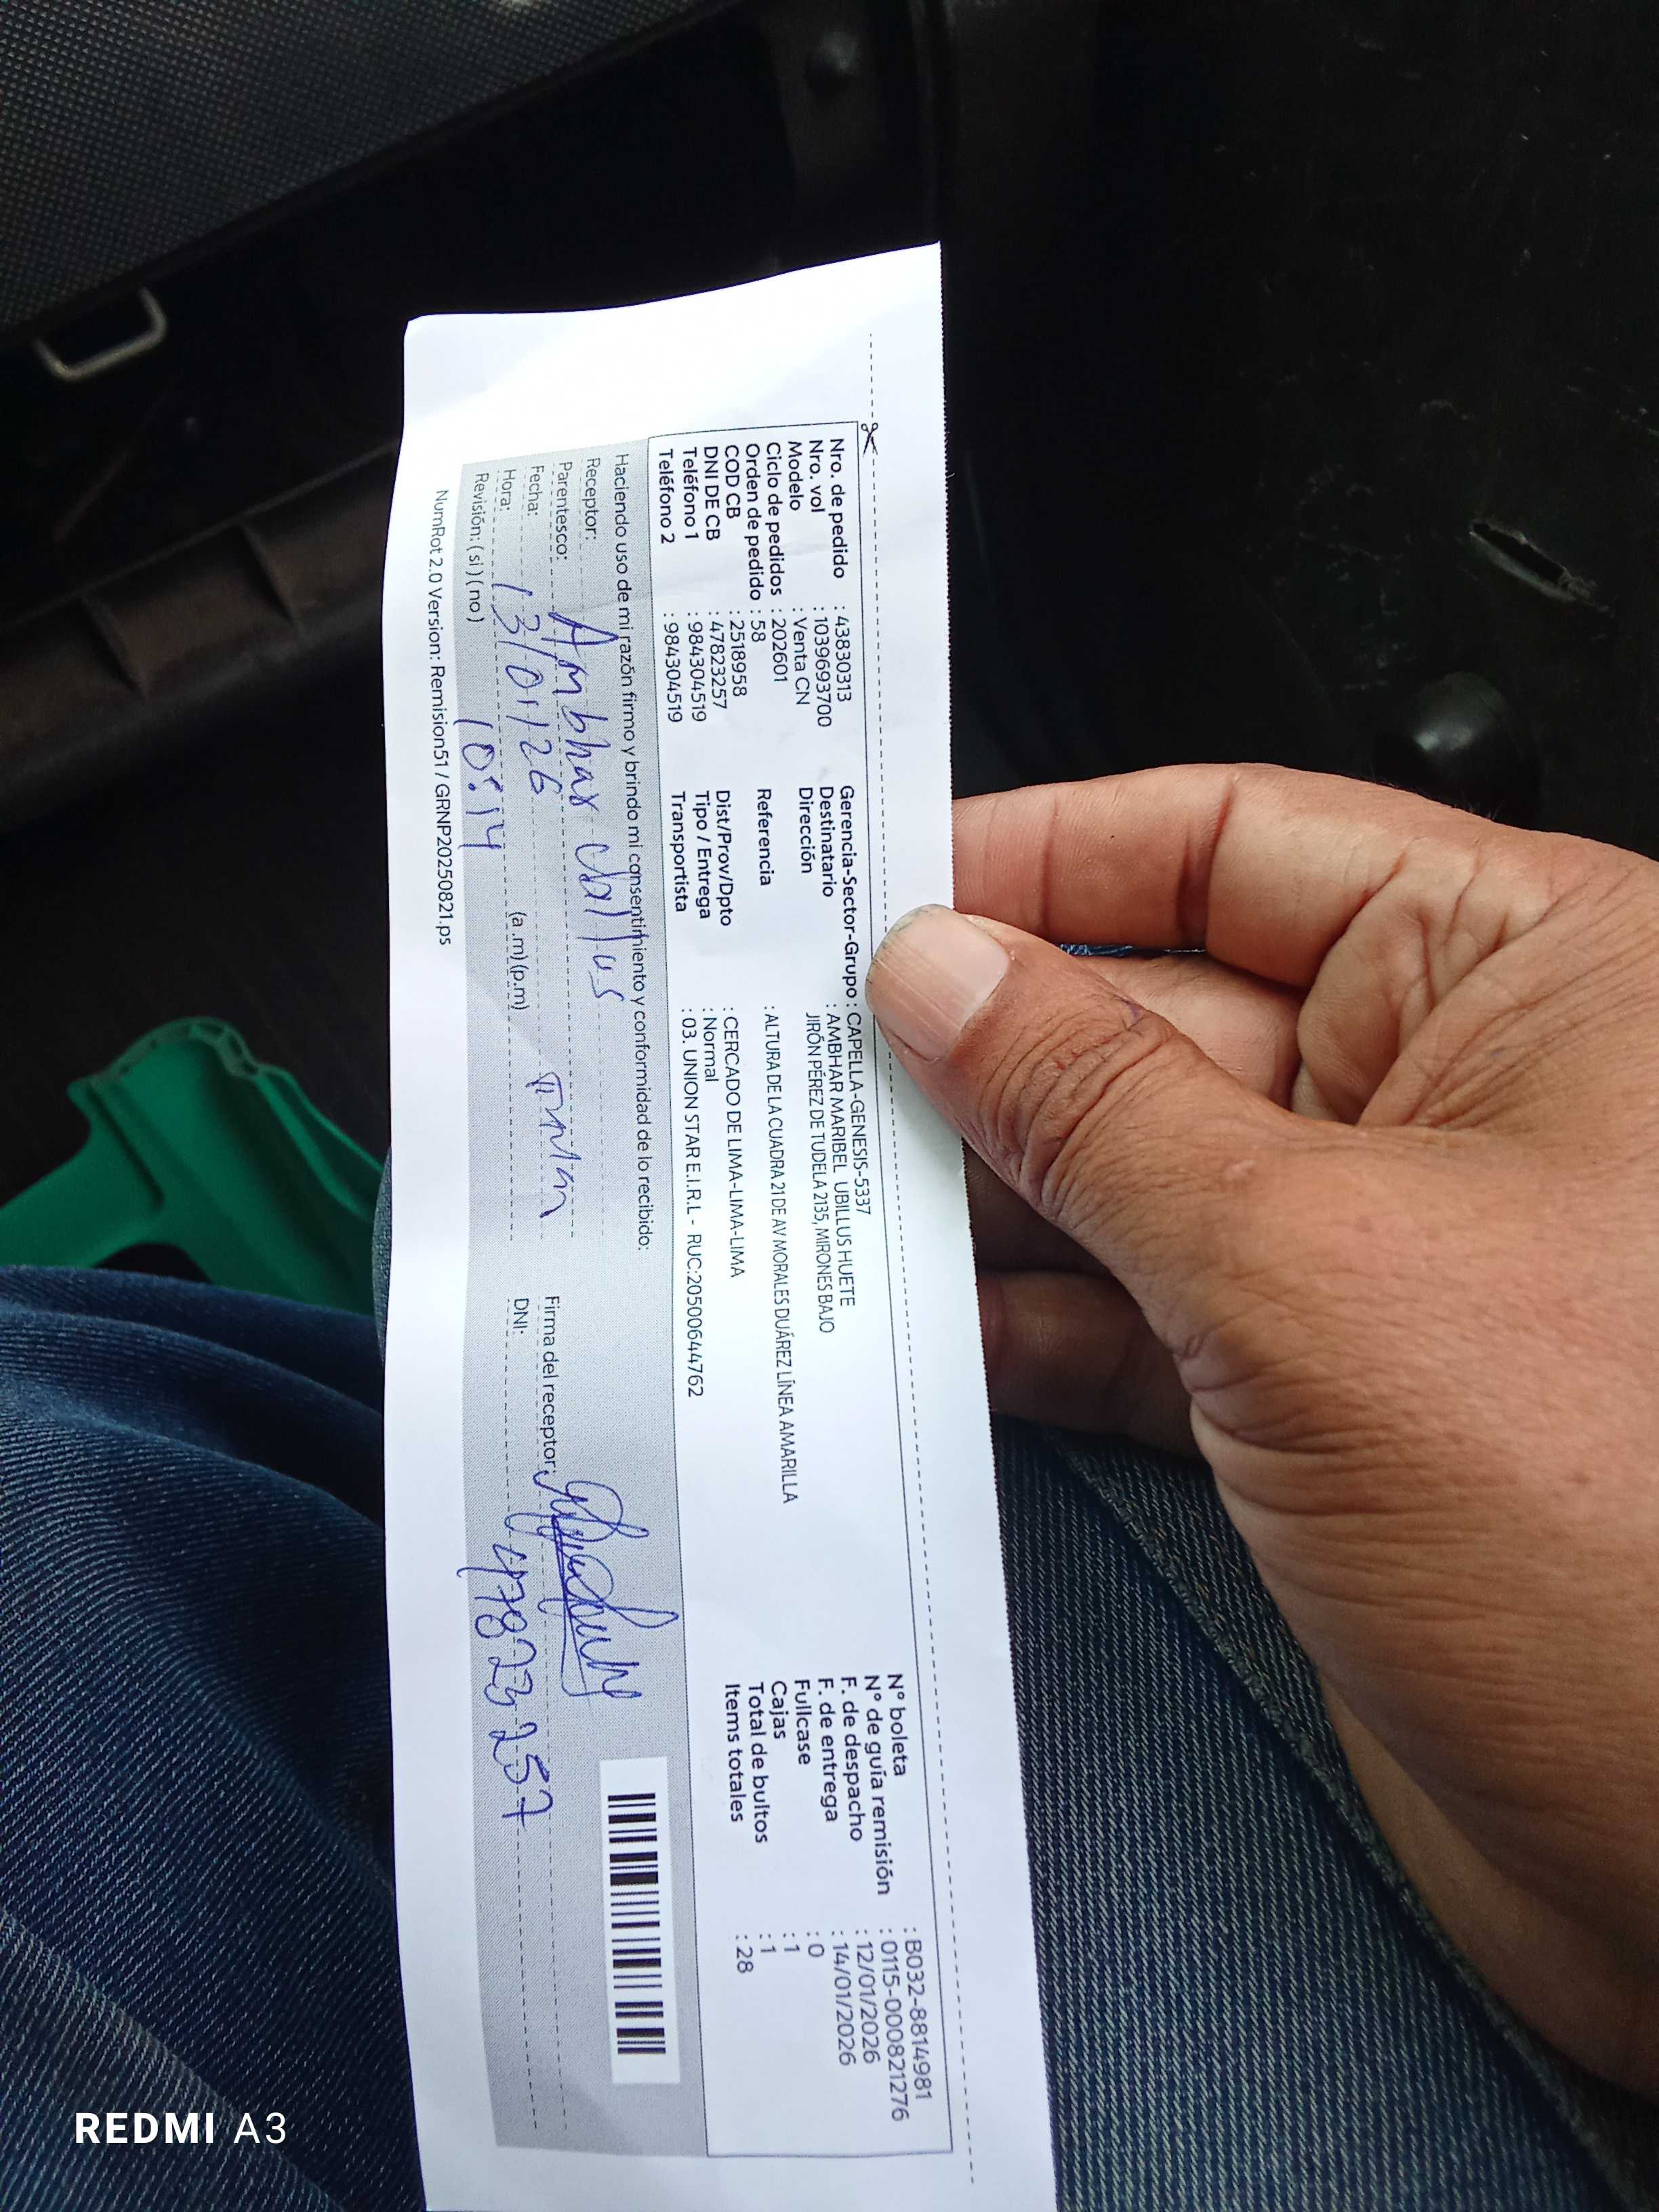 Nro. de pedido : 43830313
Nro. vol : 1039693700
Modelo : Venta CN
Ciclo de pedidos : 202601
Orden de pedido : 58
COD CB : 2518958
DNI DE CB : 47823257
Teléfono 1 : 984304519
Teléfono 2 : 984304519
Gerencia-Sector-Grupo : CAPELLA-GENESIS-5337
Destinatario : AMBHAR MARIBEL UBILLUS HUETE
Dirección JIRÓN PÉREZ DE TUDELA 2135, MIRONES BAJO
Referencia : ALTURA DE LA CUADRA 21 DE AV MORALES DUÁREZ LÍNEA AMARILLA
Dist/Prov/Dpto : CERCADO DE LIMA-LIMA-LIMA
Tipo / Entrega : Normal
Transportista : 03. UNION STAR E.I.R.L - RUC:20500644762
N° boleta : B032-8814981
N° de guía remisión : 0115-000821276
F. de despacho : 12/01/2026
F. de entrega : 14/01/2026
Fullcase : 0
Cajas : 1
Total de bultos : 1
Items totales : 28
Haciendo uso de mi razón firmo y brindo mi consentimiento y conformidad de lo recibido:
Receptor: Ambhar
Parentesco:
Fecha: 13/01/26
Hora: 10:14 (a.m)(p.m)
Revisión: ( si ) ( no )
Firma del receptor:
DNI: 47823257
NumRot 2.0 Version: Remision51 / GRNP20250821.ps
REDMI A3